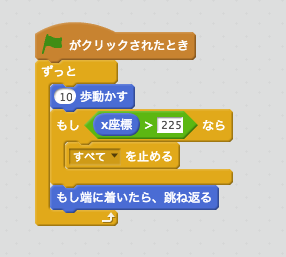 がクリックされたとき
ずっと
10 歩動かす
もし x座標 > 225 なら
すべて を止める
もし端に着いたら、跳ね返る